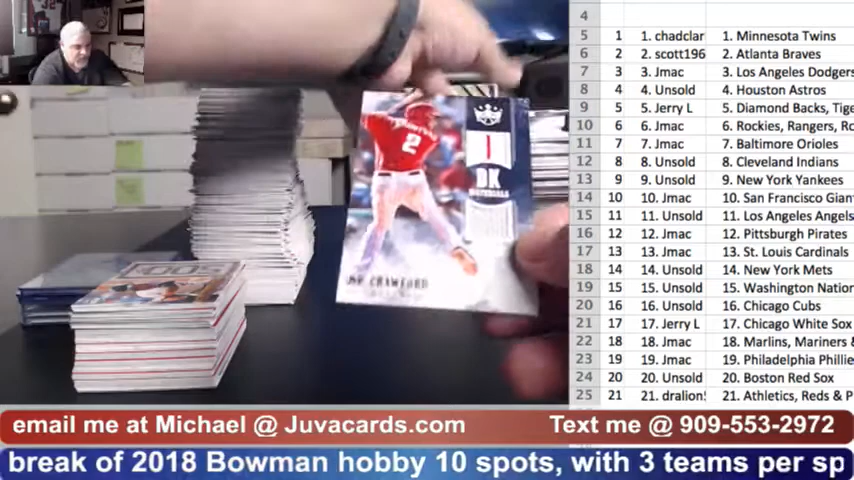 4
5 1 1. chadclar 1. Minnesota Twins
6 2 2. scott196 2. Atlanta Braves
7 3 3. Jmac 3. Los Angeles Dodgers
8 4 4. Unsold 4. Houston Astros
9 5 5. Jerry L 5. Diamond Backs, Tige
10 6 6. Jmac 6. Rockies, Rangers, Ro
11 7 7. Jmac 7. Baltimore Orioles
12 8 8. Unsold 8. Cleveland Indians
13 9 9. Unsold 9. New York Yankees
14 10 10. Jmac 10. San Francisco Giant
15 11 11. Unsold 11. Los Angeles Angels
16 12 12. Jmac 12. Pittsburgh Pirates
17 13 13. Jmac 13. St. Louis Cardinals
18 14 14. Unsold 14. New York Mets
19 15 15. Unsold 15. Washington Nation
20 16 16. Unsold 16. Chicago Cubs
21 17 17. Jerry L 17. Chicago White Sox
22 18 18. Jmac 18. Marlins, Mariners &
23 19 19. Jmac 19. Philadelphia Phillie
24 20 20. Unsold 20. Boston Red Sox
25 21 21. dralion! 21. Athletics, Reds & P
2
DK
MATERIALS
CRAWFORD
email me at Michael @ Juvacards.com Text me @ 909-553-2972
break of 2018 Bowman hobby 10 spots, with 3 teams per sp